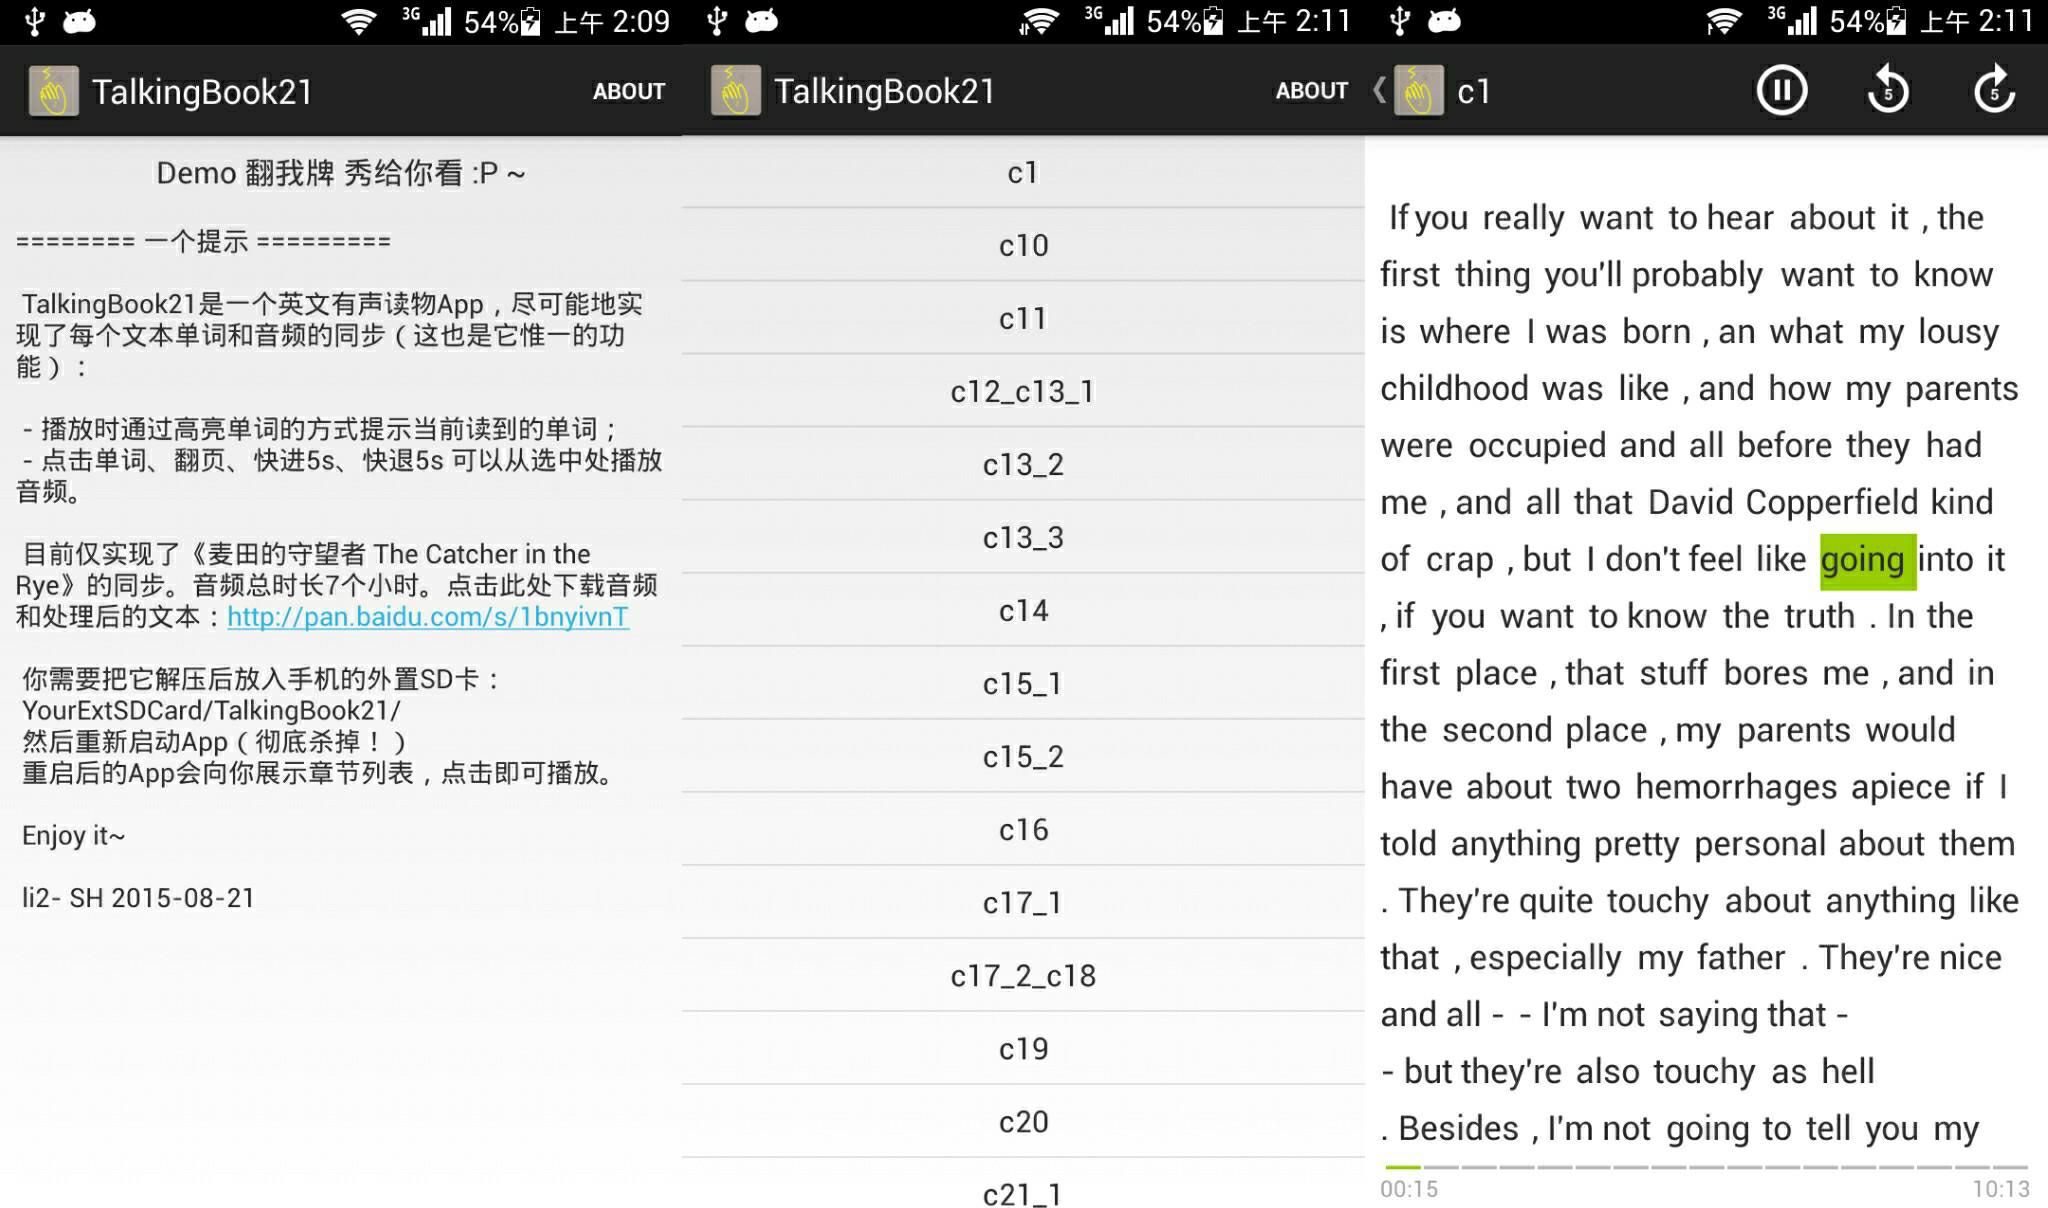 3G 54% 上午 2:09
TalkingBook21 ABOUT
Demo 翻我牌 秀给你看 :P ~
======== 一个提示 =========
TalkingBook21是一个英文有声读物App，尽可能地实
现了每个文本单词和音频的同步（这也是它惟一的功
能）：
- 播放时通过高亮单词的方式提示当前读到的单词；
- 点击单词、翻页、快进5s、快退5s 可以从选中处播放
音频。
目前仅实现了《麦田的守望者 The Catcher in the
Rye》的同步。音频总时长7个小时。点击此处下载音频
和处理后的文本：http://pan.baidu.com/s/1bnyivnT
你需要把它解压后放入手机的外置SD卡：
YourExtSDCard/TalkingBook21/
然后重新启动App（彻底杀掉！）
重启后的App会向你展示章节列表，点击即可播放。
Enjoy it~
li2- SH 2015-08-21
3G 54% 上午 2:11
TalkingBook21 ABOUT
c1
c10
c11
c12_c13_1
c13_2
c13_3
c14
c15_1
c15_2
c16
c17_1
c17_2_c18
c19
c20
c21_1
3G 54% 上午 2:11
c1 5 5
If you really want to hear about it , the
first thing you'll probably want to know
is where I was born , an what my lousy
childhood was like , and how my parents
were occupied and all before they had
me , and all that David Copperfield kind
of crap , but I don't feel like going into it
, if you want to know the truth . In the
first place , that stuff bores me , and in
the second place , my parents would
have about two hemorrhages apiece if I
told anything pretty personal about them
. They're quite touchy about anything like
that , especially my father . They're nice
and all - - I'm not saying that -
- but they're also touchy as hell
. Besides , I'm not going to tell you my
00:15 10:13